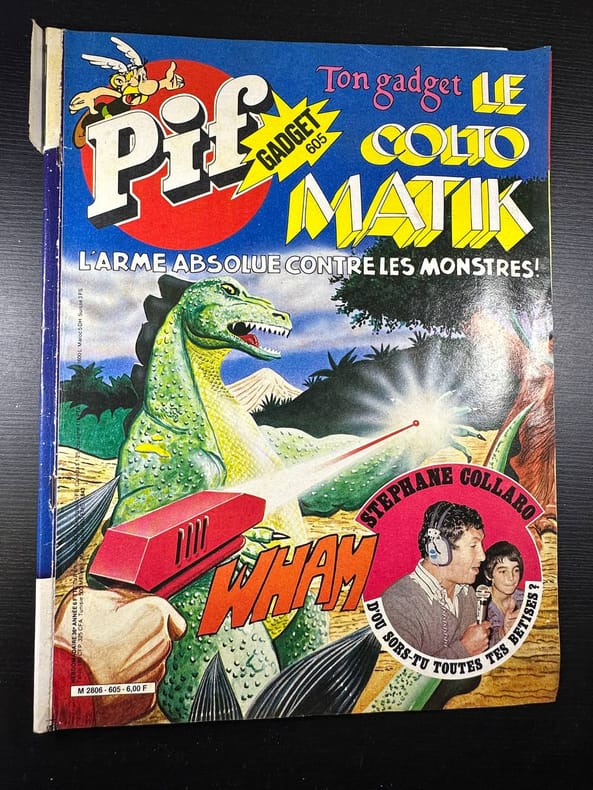 Pif
GADGET
605
Ton gadget LE
COLTO
MATIK
L'ARME ABSOLUE CONTRE LES MONSTRES!
WHAM
STEPHANE COLLARO
D'OU SORS-TU TOUTES TES BETISES?
M 2806 - 605 - 6,00 F